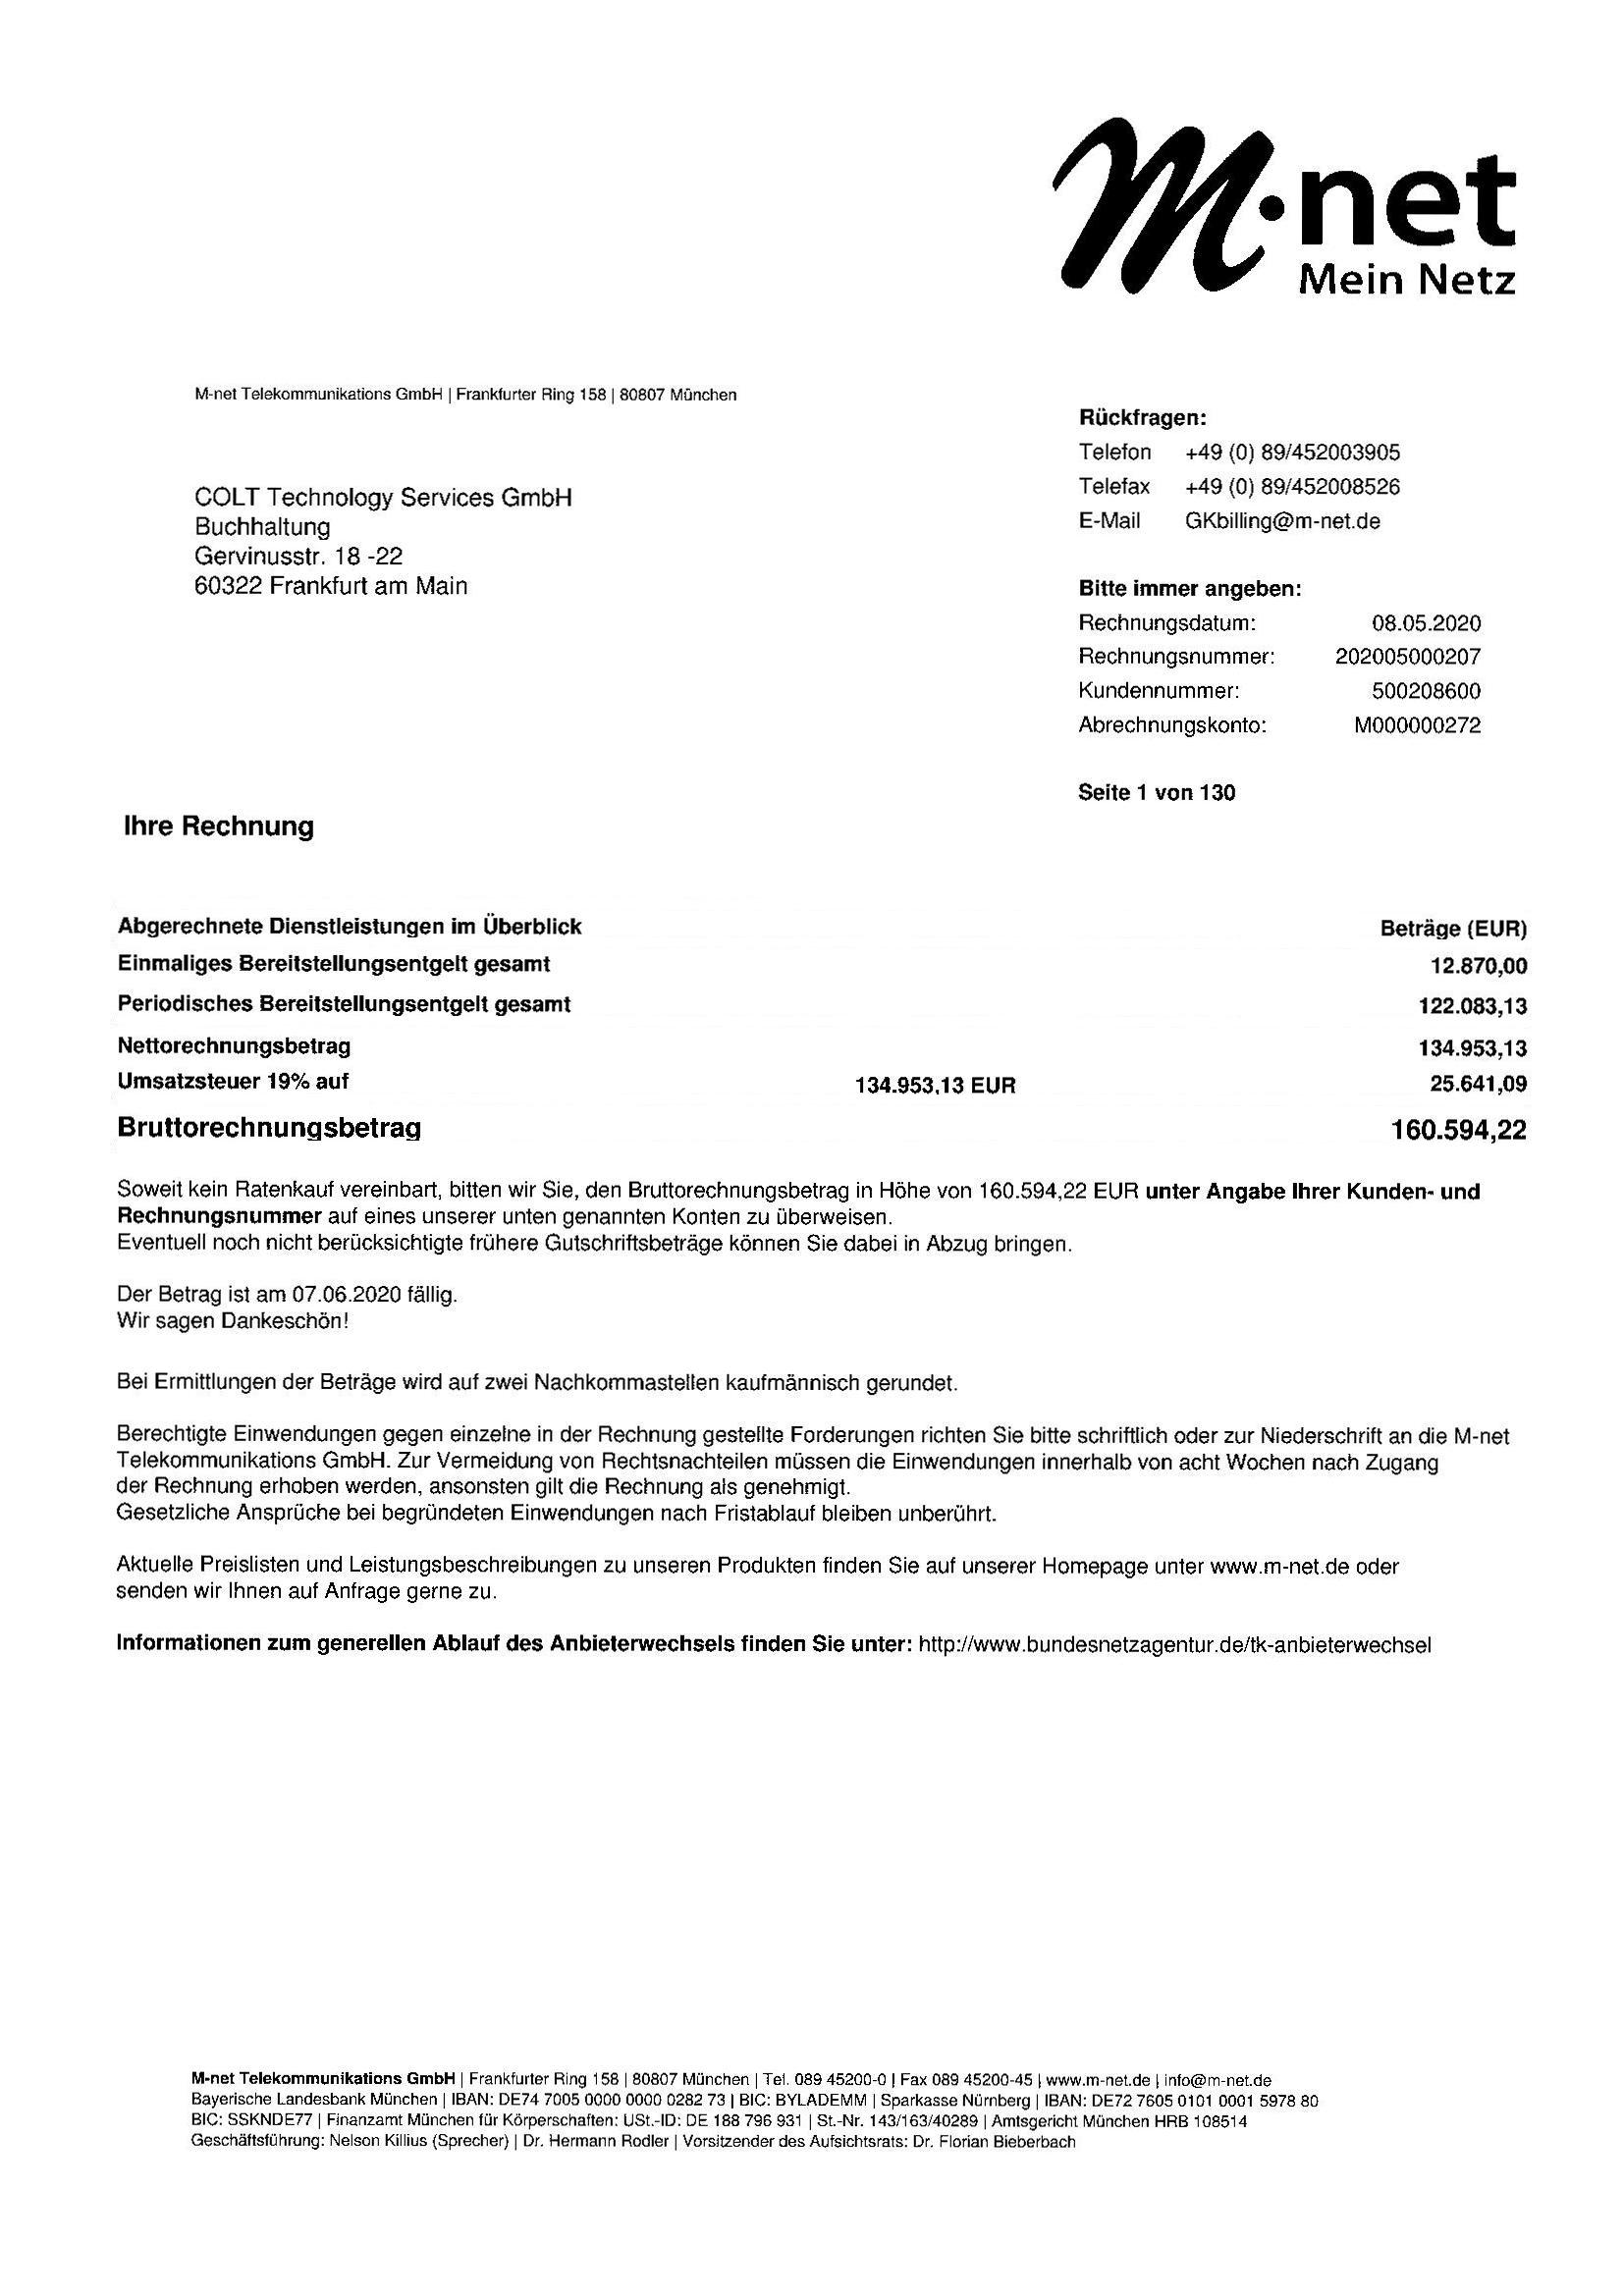 M·net
Mein Netz
M-net Telekommunikations GmbH | Frankfurter Ring 158 | 80807 München
Rückfragen:
Telefon +49 (0) 89/452003905
Telefax +49 (0) 89/452008526
E-Mail GKbilling@m-net.de
COLT Technology Services GmbH
Buchhaltung
Gervinusstr. 18 -22
60322 Frankfurt am Main
Bitte immer angeben:
Rechnungsdatum: 08.05.2020
Rechnungsnummer: 202005000207
Kundennummer: 500208600
Abrechnungskonto: M000000272
Seite 1 von 130
Ihre Rechnung
Abgerechnete Dienstleistungen im Überblick Beträge (EUR)
Einmaliges Bereitstellungsentgelt gesamt 12.870,00
Periodisches Bereitstellungsentgelt gesamt 122.083,13
Nettorechnungsbetrag 134.953,13
Umsatzsteuer 19% auf 134.953,13 EUR 25.641,09
Bruttorechnungsbetrag 160.594,22
Soweit kein Ratenkauf vereinbart, bitten wir Sie, den Bruttorechnungsbetrag in Höhe von 160.594,22 EUR unter Angabe Ihrer Kunden- und
Rechnungsnummer auf eines unserer unten genannten Konten zu überweisen.
Eventuell noch nicht berücksichtigte frühere Gutschriftsbeträge können Sie dabei in Abzug bringen.
Der Betrag ist am 07.06.2020 fällig.
Wir sagen Dankeschön!
Bei Ermittlungen der Beträge wird auf zwei Nachkommastellen kaufmännisch gerundet.
Berechtigte Einwendungen gegen einzelne in der Rechnung gestellte Forderungen richten Sie bitte schriftlich oder zur Niederschrift an die M-net
Telekommunikations GmbH. Zur Vermeidung von Rechtsnachteilen müssen die Einwendungen innerhalb von acht Wochen nach Zugang
der Rechnung erhoben werden, ansonsten gilt die Rechnung als genehmigt.
Gesetzliche Ansprüche bei begründeten Einwendungen nach Fristablauf bleiben unberührt.
Aktuelle Preislisten und Leistungsbeschreibungen zu unseren Produkten finden Sie auf unserer Homepage unter www.m-net.de oder
senden wir Ihnen auf Anfrage gerne zu.
Informationen zum generellen Ablauf des Anbieterwechsels finden Sie unter: http://www.bundesnetzagentur.de/tk-anbieterwechsel
M-net Telekommunikations GmbH | Frankfurter Ring 158 | 80807 München | Tel. 089 45200-0 | Fax 089 45200-45 | www.m-net.de | info@m-net.de
Bayerische Landesbank München | IBAN: DE74 7005 0000 0000 0282 73 | BIC: BYLADEMM | Sparkasse Nürnberg | IBAN: DE72 7605 0101 0001 5978 80
BIC: SSKNDE77 | Finanzamt München für Körperschaften: USt.-ID: DE 188 796 931 | St.-Nr. 143/163/40289 | Amtsgericht München HRB 108514
Geschäftsführung: Nelson Killius (Sprecher) | Dr. Hermann Rodler | Vorsitzender des Aufsichtsrats: Dr. Florian Bieberbach